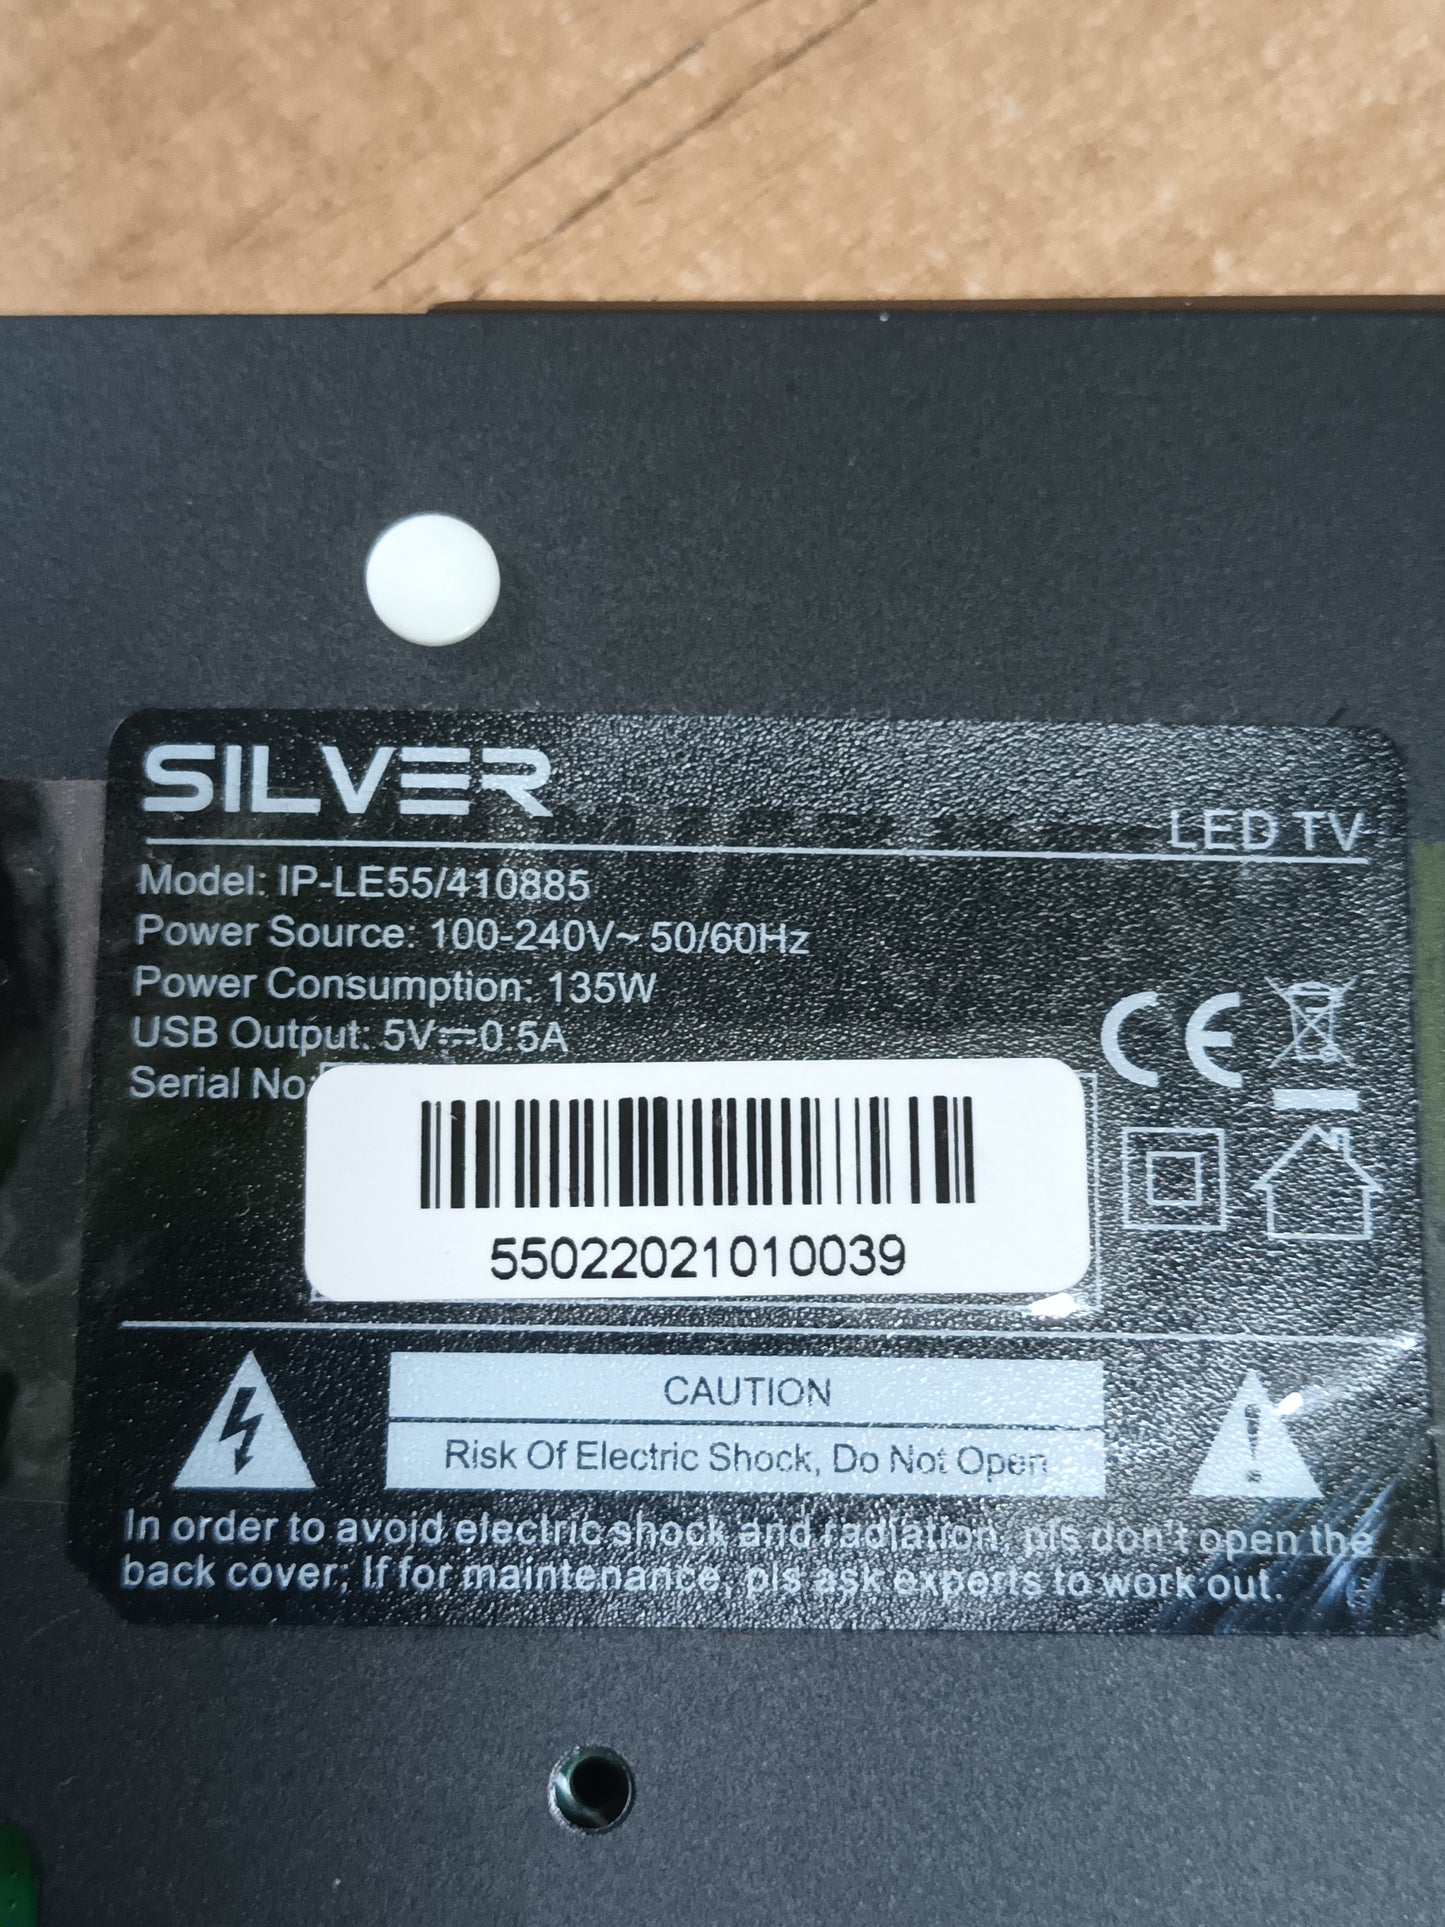 SILVER
LED TV
Model: IP-LE55/410885
Power Source: 100-240V~ 50/60Hz
Power Consumption: 135W
USB Output: 5V⎓0.5A
Serial No:
CE
55022021010039
CAUTION
Risk Of Electric Shock, Do Not Open
In order to avoid electric shock and radiation, pls don't open the
back cover; If for maintenance, pls ask experts to work out.